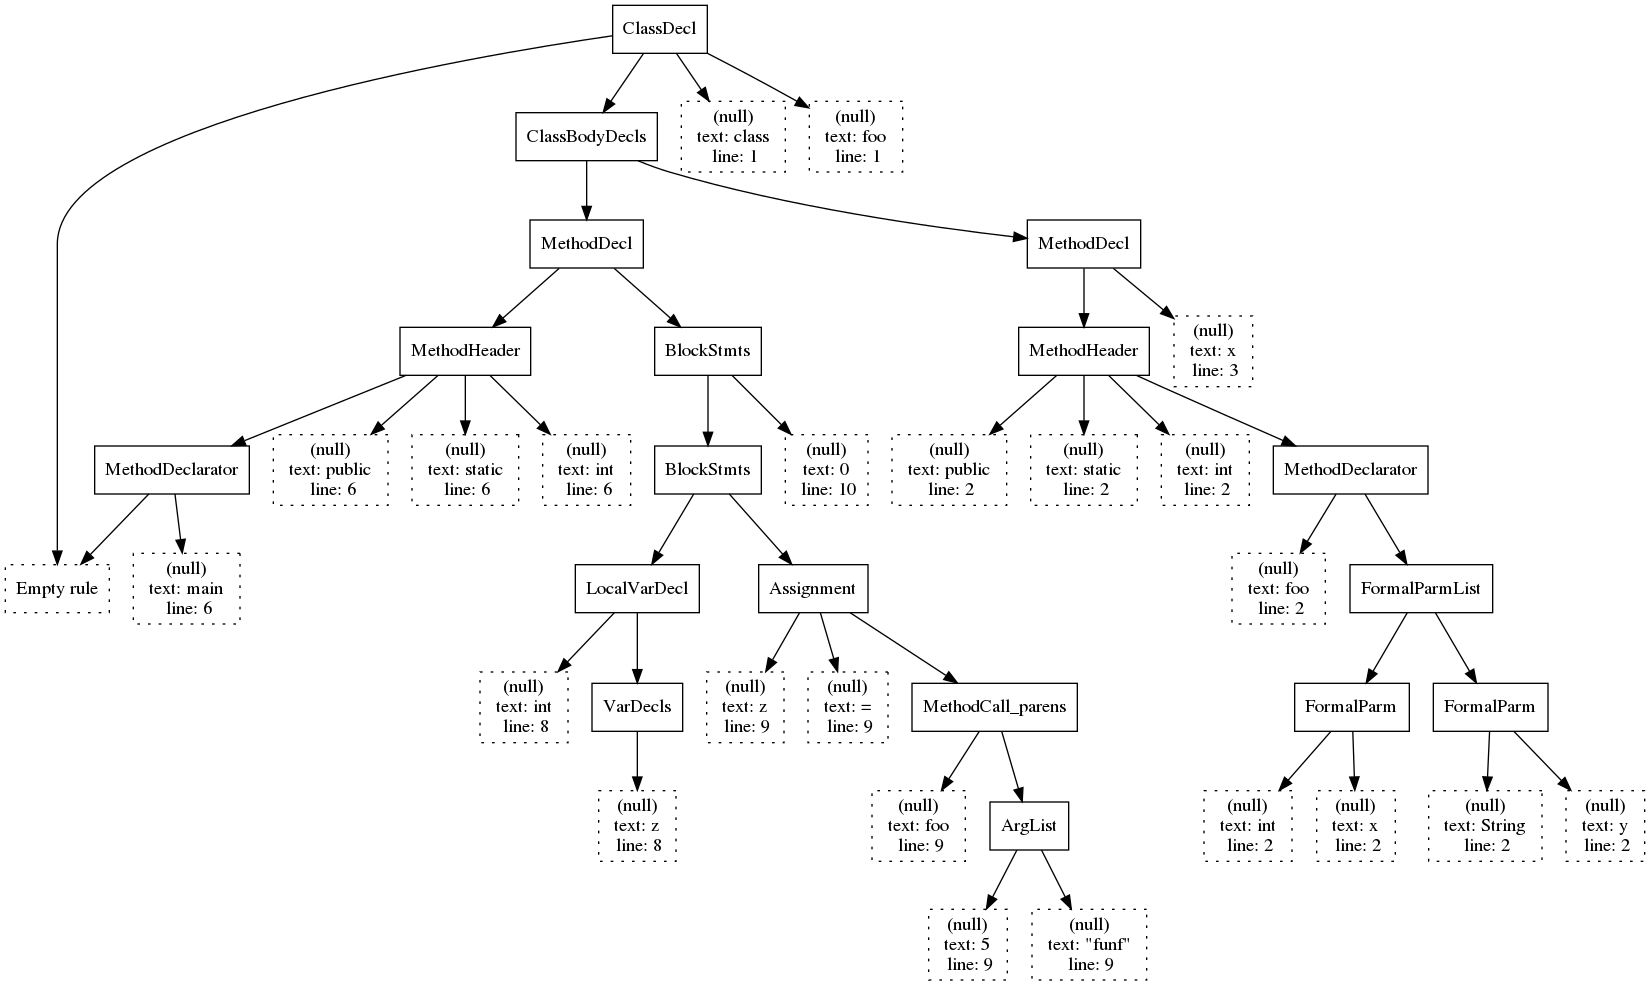 ClassDecl
(null)
text: class
line: 1
(null)
text: foo
line: 1
ClassBodyDecls
MethodDecl
MethodDecl
MethodHeader
BlockStmts
MethodHeader
(null)
text: x
line: 3
MethodDeclarator
(null)
text: public
line: 6
(null)
text: static
line: 6
(null)
text: int
line: 6
BlockStmts
(null)
text: 0
line: 10
(null)
text: public
line: 2
(null)
text: static
line: 2
(null)
text: int
line: 2
MethodDeclarator
Empty rule
(null)
text: main
line: 6
LocalVarDecl
Assignment
(null)
text: foo
line: 2
FormalParmList
(null)
text: int
line: 8
VarDecls
(null)
text: z
line: 9
(null)
text: =
line: 9
MethodCall_parens
FormalParm
FormalParm
(null)
text: z
line: 8
(null)
text: foo
line: 9
ArgList
(null)
text: int
line: 2
(null)
text: x
line: 2
(null)
text: String
line: 2
(null)
text: y
line: 2
(null)
text: 5
line: 9
(null)
text: "funf"
line: 9